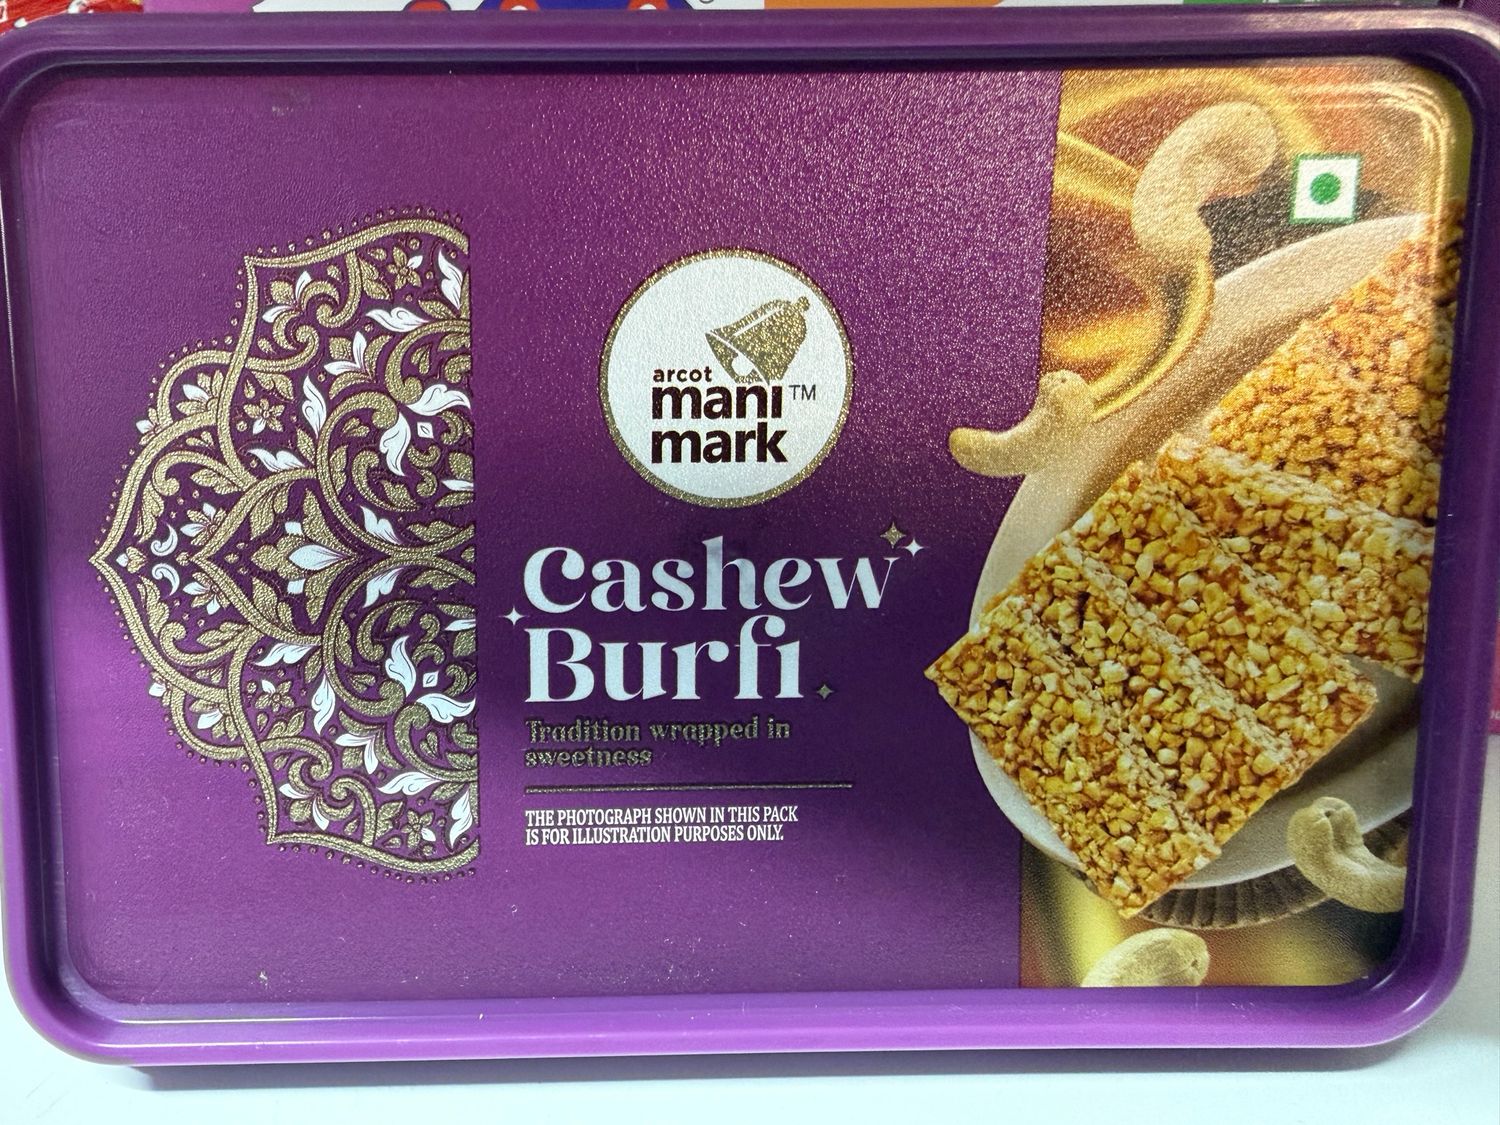 arcot
mani™
mark
Cashew
Burfi
Tradition wrapped in
sweetness
THE PHOTOGRAPH SHOWN IN THIS PACK
IS FOR ILLUSTRATION PURPOSES ONLY.